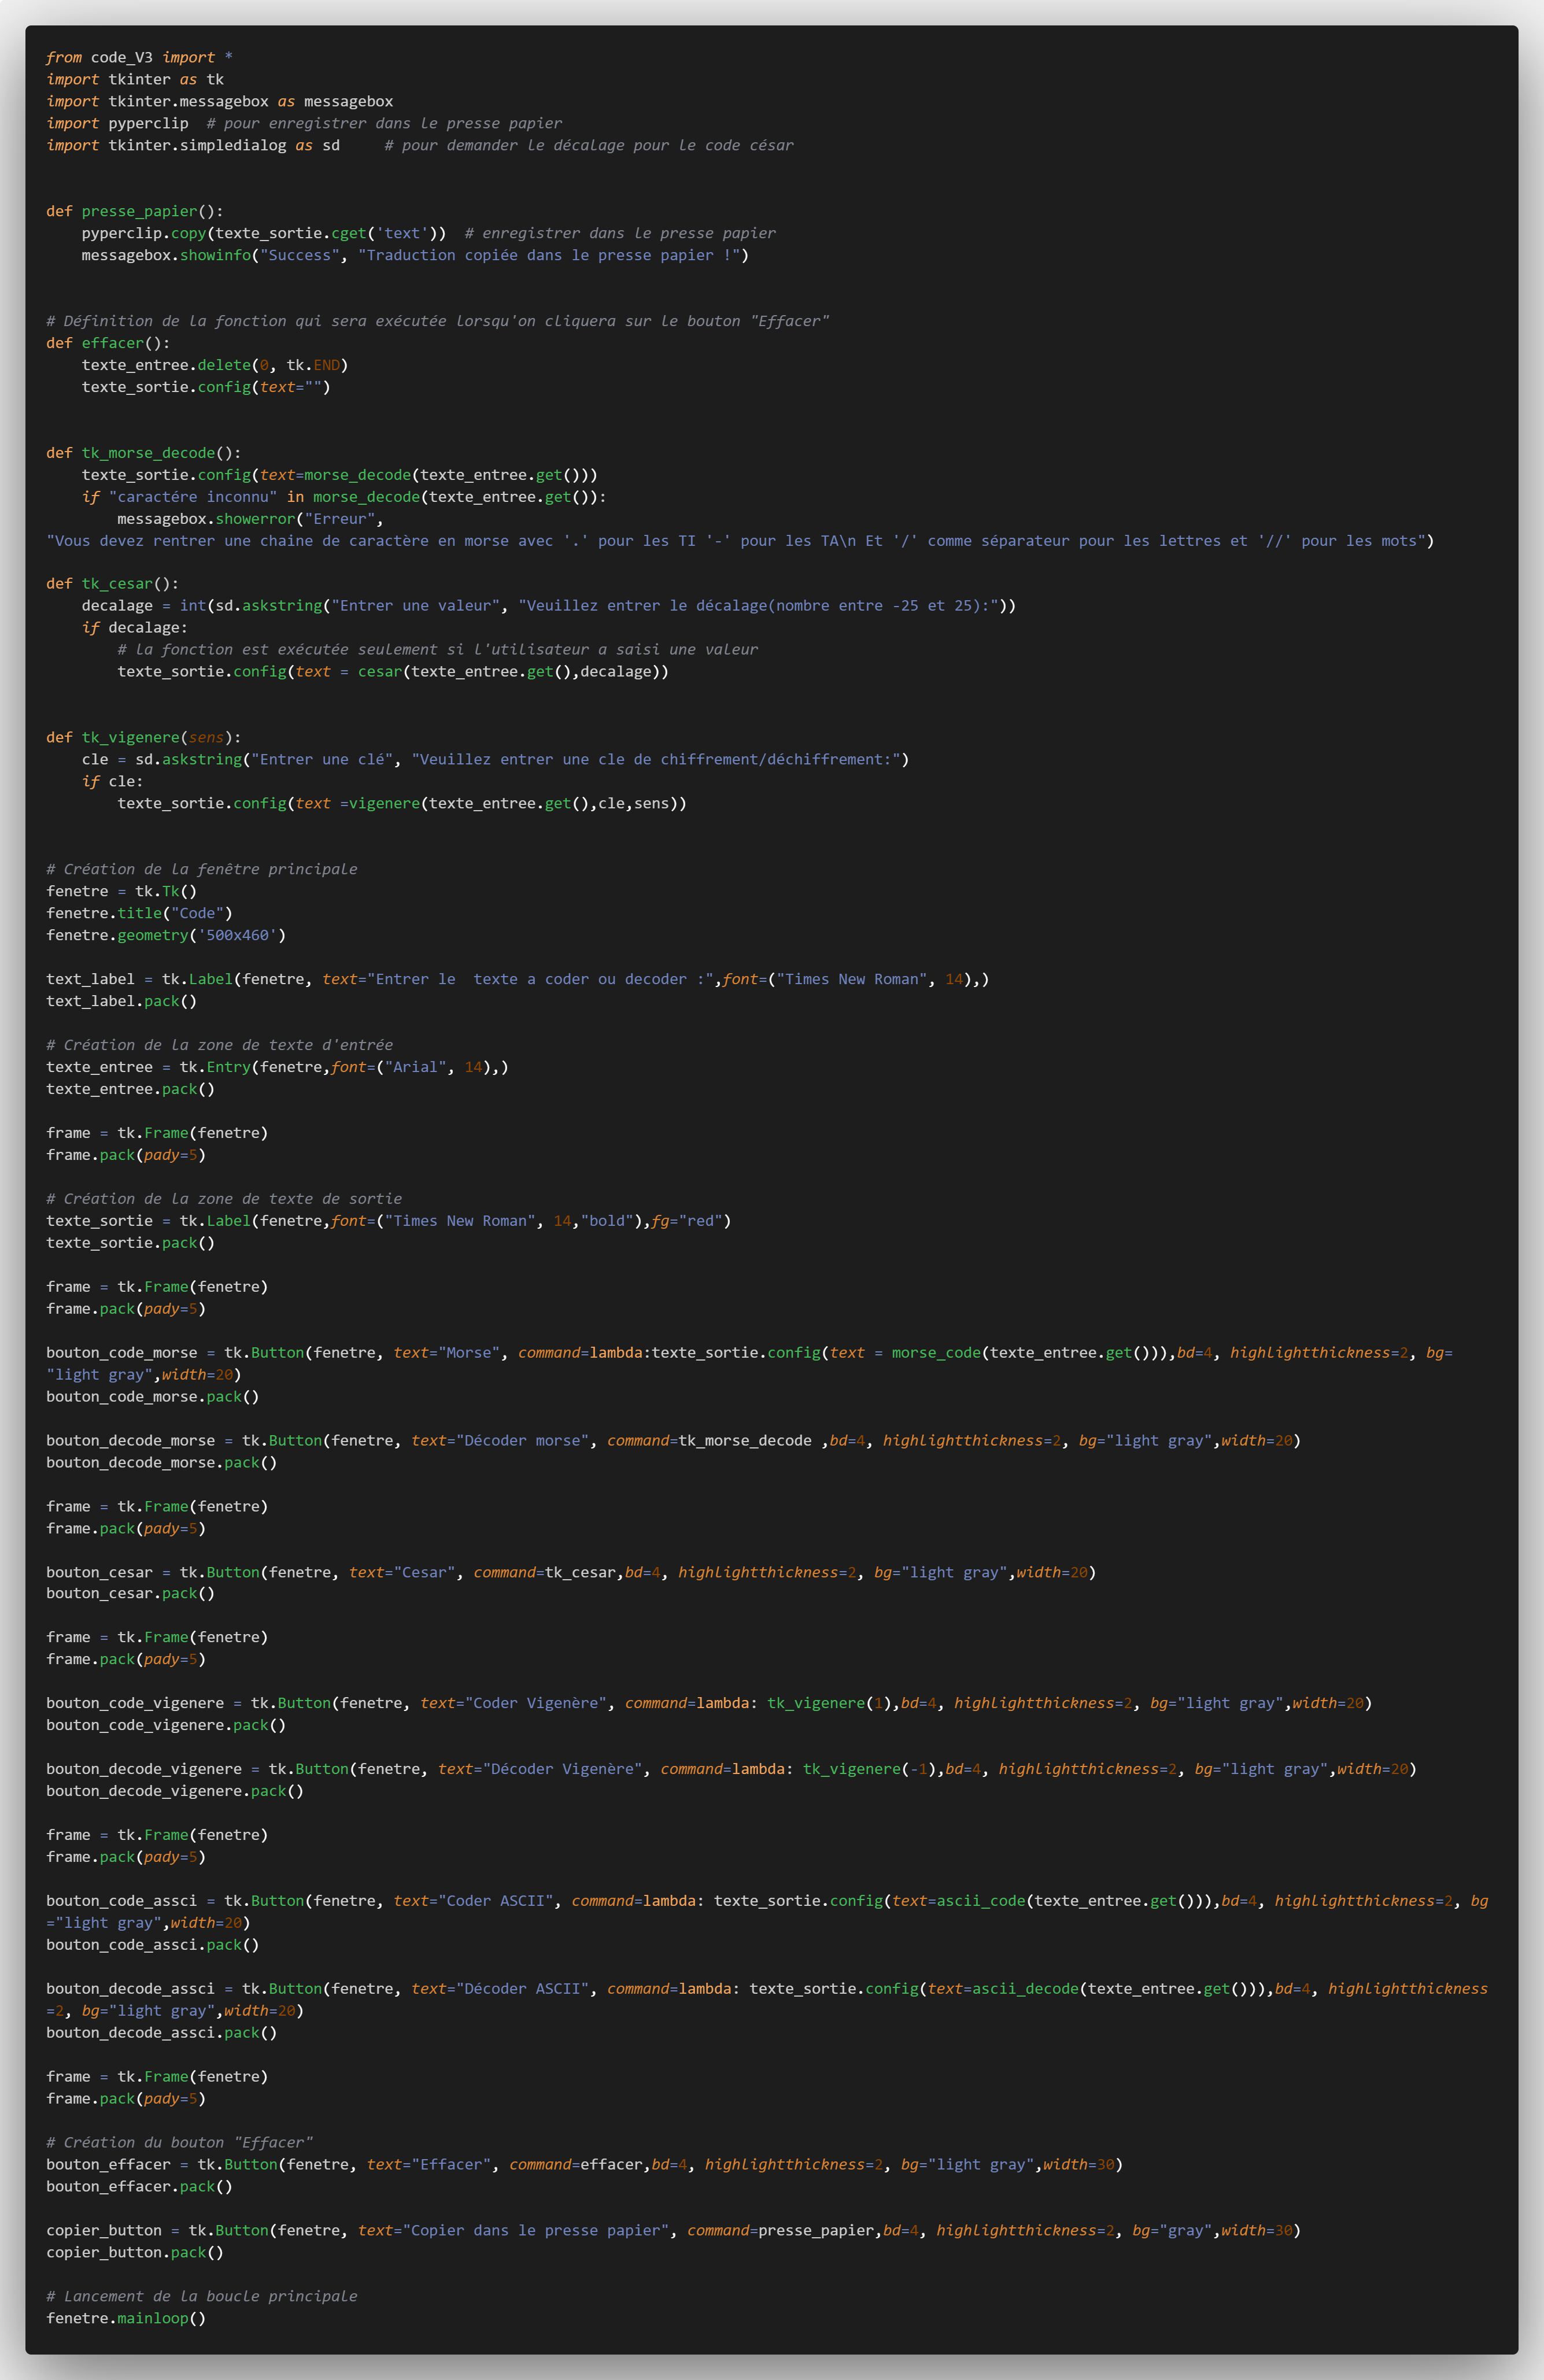 from code_V3 import *
import tkinter as tk
import tkinter.messagebox as messagebox
import pyperclip  # pour enregistrer dans le presse papier
import tkinter.simpledialog as sd     # pour demander le décalage pour le code césar
def presse_papier():
    pyperclip.copy(texte_sortie.cget('text'))  # enregistrer dans le presse papier
    messagebox.showinfo("Success", "Traduction copiée dans le presse papier !")
# Définition de la fonction qui sera exécutée lorsqu'on cliquera sur le bouton "Effacer"
def effacer():
    texte_entree.delete(0, tk.END)
    texte_sortie.config(text="")
def tk_morse_decode():
    texte_sortie.config(text=morse_decode(texte_entree.get()))
    if "caractére inconnu" in morse_decode(texte_entree.get()):
        messagebox.showerror("Erreur",
"Vous devez rentrer une chaine de caractère en morse avec '.' pour les TI '-' pour les TA\n Et '/' comme séparateur pour les lettres et '//' pour les mots")
def tk_cesar():
    decalage = int(sd.askstring("Entrer une valeur", "Veuillez entrer le décalage(nombre entre -25 et 25):"))
    if decalage:
        # la fonction est exécutée seulement si l'utilisateur a saisi une valeur
        texte_sortie.config(text = cesar(texte_entree.get(),decalage))
def tk_vigenere(sens):
    cle = sd.askstring("Entrer une clé", "Veuillez entrer une cle de chiffrement/déchiffrement:")
    if cle:
        texte_sortie.config(text =vigenere(texte_entree.get(),cle,sens))
# Création de la fenêtre principale
fenetre = tk.Tk()
fenetre.title("Code")
fenetre.geometry('500x460')
text_label = tk.Label(fenetre, text="Entrer le  texte a coder ou decoder :",font=("Times New Roman", 14),)
text_label.pack()
# Création de la zone de texte d'entrée
texte_entree = tk.Entry(fenetre,font=("Arial", 14),)
texte_entree.pack()
frame = tk.Frame(fenetre)
frame.pack(pady=5)
# Création de la zone de texte de sortie
texte_sortie = tk.Label(fenetre,font=("Times New Roman", 14,"bold"),fg="red")
texte_sortie.pack()
frame = tk.Frame(fenetre)
frame.pack(pady=5)
bouton_code_morse = tk.Button(fenetre, text="Morse", command=lambda:texte_sortie.config(text = morse_code(texte_entree.get())),bd=4, highlightthickness=2, bg=
"light gray",width=20)
bouton_code_morse.pack()
bouton_decode_morse = tk.Button(fenetre, text="Décoder morse", command=tk_morse_decode ,bd=4, highlightthickness=2, bg="light gray",width=20)
bouton_decode_morse.pack()
frame = tk.Frame(fenetre)
frame.pack(pady=5)
bouton_cesar = tk.Button(fenetre, text="Cesar", command=tk_cesar,bd=4, highlightthickness=2, bg="light gray",width=20)
bouton_cesar.pack()
frame = tk.Frame(fenetre)
frame.pack(pady=5)
bouton_code_vigenere = tk.Button(fenetre, text="Coder Vigenère", command=lambda: tk_vigenere(1),bd=4, highlightthickness=2, bg="light gray",width=20)
bouton_code_vigenere.pack()
bouton_decode_vigenere = tk.Button(fenetre, text="Décoder Vigenère", command=lambda: tk_vigenere(-1),bd=4, highlightthickness=2, bg="light gray",width=20)
bouton_decode_vigenere.pack()
frame = tk.Frame(fenetre)
frame.pack(pady=5)
bouton_code_assci = tk.Button(fenetre, text="Coder ASCII", command=lambda: texte_sortie.config(text=ascii_code(texte_entree.get())),bd=4, highlightthickness=2, bg
="light gray",width=20)
bouton_code_assci.pack()
bouton_decode_assci = tk.Button(fenetre, text="Décoder ASCII", command=lambda: texte_sortie.config(text=ascii_decode(texte_entree.get())),bd=4, highlightthickness
=2, bg="light gray",width=20)
bouton_decode_assci.pack()
frame = tk.Frame(fenetre)
frame.pack(pady=5)
# Création du bouton "Effacer"
bouton_effacer = tk.Button(fenetre, text="Effacer", command=effacer,bd=4, highlightthickness=2, bg="light gray",width=30)
bouton_effacer.pack()
copier_button = tk.Button(fenetre, text="Copier dans le presse papier", command=presse_papier,bd=4, highlightthickness=2, bg="gray",width=30)
copier_button.pack()
# Lancement de la boucle principale
fenetre.mainloop()